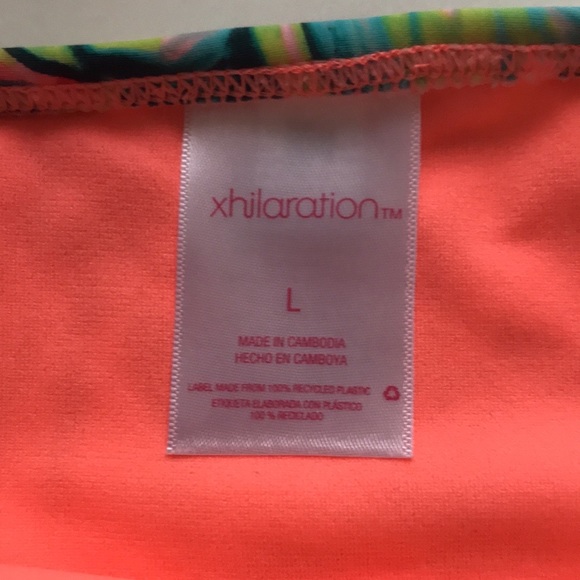 xhilaration™
L
MADE IN CAMBODIA
HECHO EN CAMBOYA
LABEL MADE FROM 100% RECYCLED PLASTIC
ETIQUETA ELABORADA CON PLÁSTICO
100 % RECICLADO